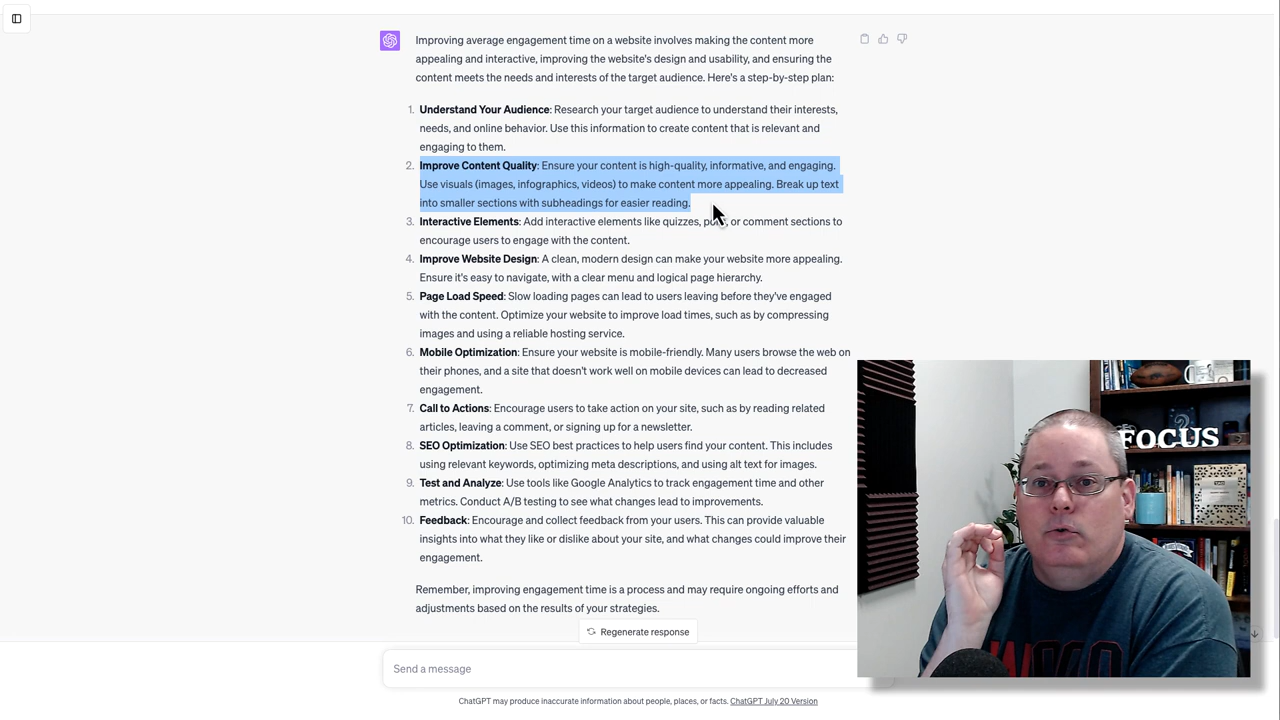 Improving average engagement time on a website involves making the content more
appealing and interactive, improving the website's design and usability, and ensuring the
content meets the needs and interests of the target audience. Here's a step-by-step plan:
1. Understand Your Audience: Research your target audience to understand their interests,
needs, and online behavior. Use this information to create content that is relevant and
engaging to them.
2. Improve Content Quality: Ensure your content is high-quality, informative, and engaging.
Use visuals (images, infographics, videos) to make content more appealing. Break up text
into smaller sections with subheadings for easier reading.
3. Interactive Elements: Add interactive elements like quizzes, or comment sections to
encourage users to engage with the content.
4. Improve Website Design: A clean, modern design can make your website more appealing.
Ensure it's easy to navigate, with a clear menu and logical page hierarchy.
5. Page Load Speed: Slow loading pages can lead to users leaving before they've engaged
with the content. Optimize your website to improve load times, such as by compressing
images and using a reliable hosting service.
6. Mobile Optimization: Ensure your website is mobile-friendly. Many users browse the web on
their phones, and a site that doesn't work well on mobile devices can lead to decreased
engagement.
7. Call to Actions: Encourage users to take action on your site, such as by reading related
articles, leaving a comment, or signing up for a newsletter.
8. SEO Optimization: Use SEO best practices to help users find your content. This includes
using relevant keywords, optimizing meta descriptions, and using alt text for images.
9. Test and Analyze: Use tools like Google Analytics to track engagement time and other
metrics. Conduct A/B testing to see what changes lead to improvements.
10. Feedback: Encourage and collect feedback from your users. This can provide valuable
insights into what they like or dislike about your site, and what changes could improve their
engagement.
Remember, improving engagement time is a process and may require ongoing efforts and
adjustments based on the results of your strategies.
Regenerate response
Send a message
ChatGPT may produce inaccurate information about people, places, or facts. ChatGPT July 20 Version
FOCUS